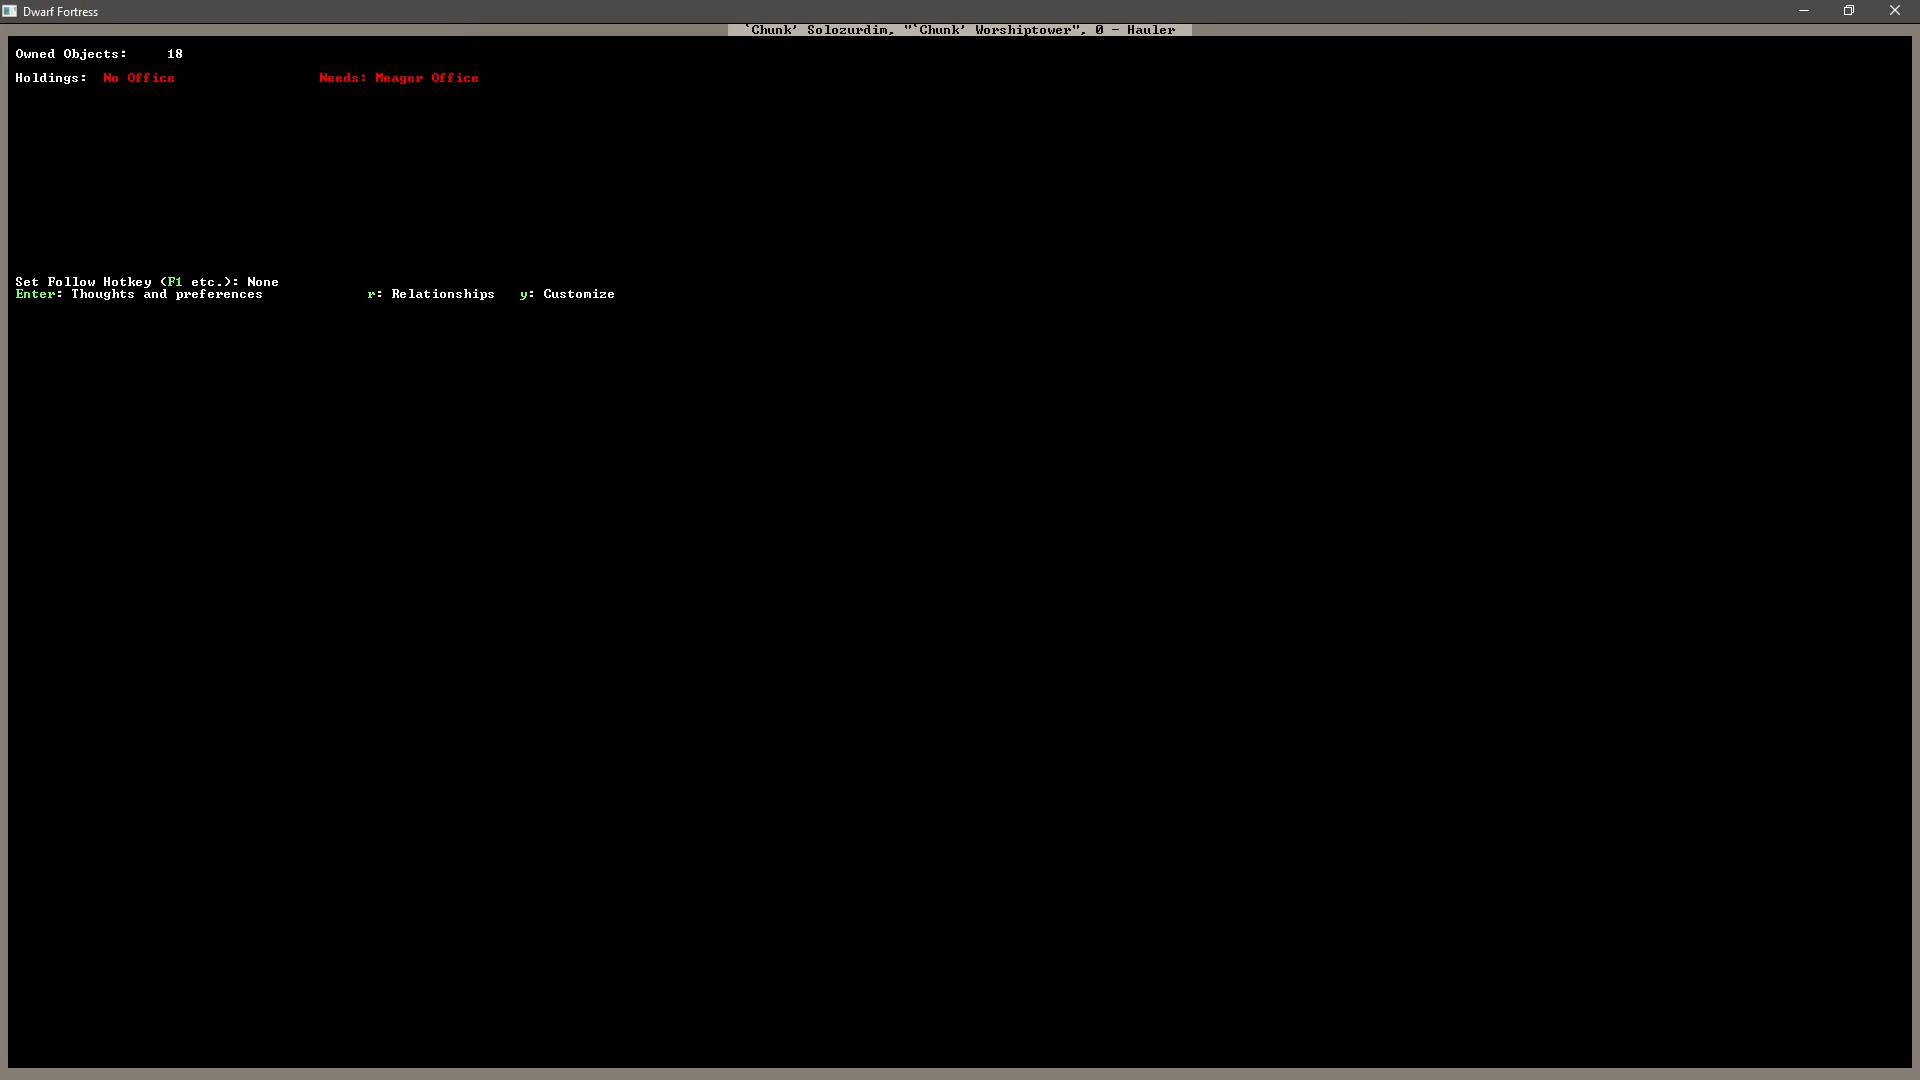 Dwarf Fortress
`Chunk' Solozurdim, "`Chunk' Worshiptower", 0 - Hauler
Owned Objects: 18
Holdings: No Office Needs: Meager Office
Set Follow Hotkey (F1 etc.): None
Enter: Thoughts and preferences r: Relationships y: Customize